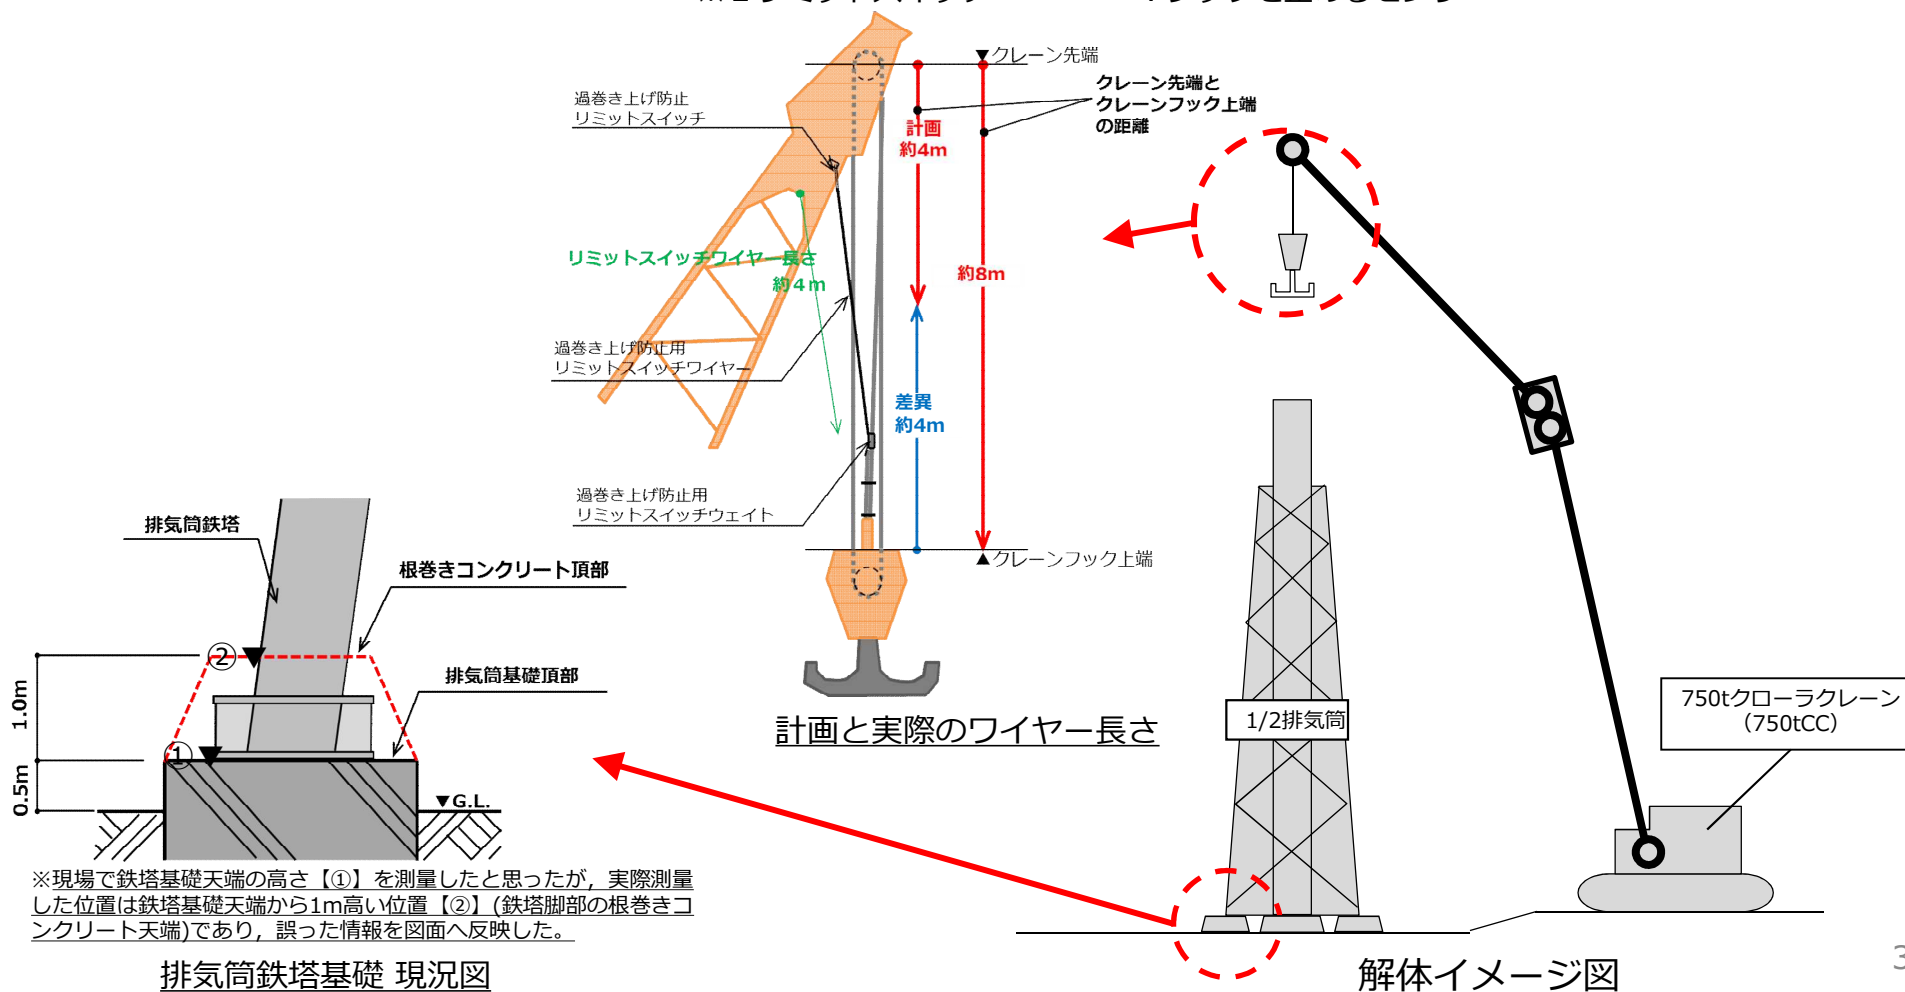 ▼クレーン先端
クレーン先端と
クレーンフック上端
の距離
過巻き上げ防止
リミットスイッチ
計画
約4m
リミットスイッチワイヤー長さ
約４ｍ
約8m
過巻き上げ防止用
リミットスイッチワイヤー
差異
約4m
過巻き上げ防止用
リミットスイッチウェイト
▲クレーンフック上端
計画と実際のワイヤー長さ
排気筒鉄塔
根巻きコンクリート頂部
②
排気筒基礎頂部
1.0m
①
0.5m
▼G.L.
※現場で鉄塔基礎天端の高さ【①】を測量したと思ったが，実際測量
した位置は鉄塔基礎天端から1m高い位置【②】(鉄塔脚部の根巻きコ
ンクリート天端)であり，誤った情報を図面へ反映した。
排気筒鉄塔基礎 現況図
1/2排気筒
750tクローラクレーン
（750tCC）
解体イメージ図
3